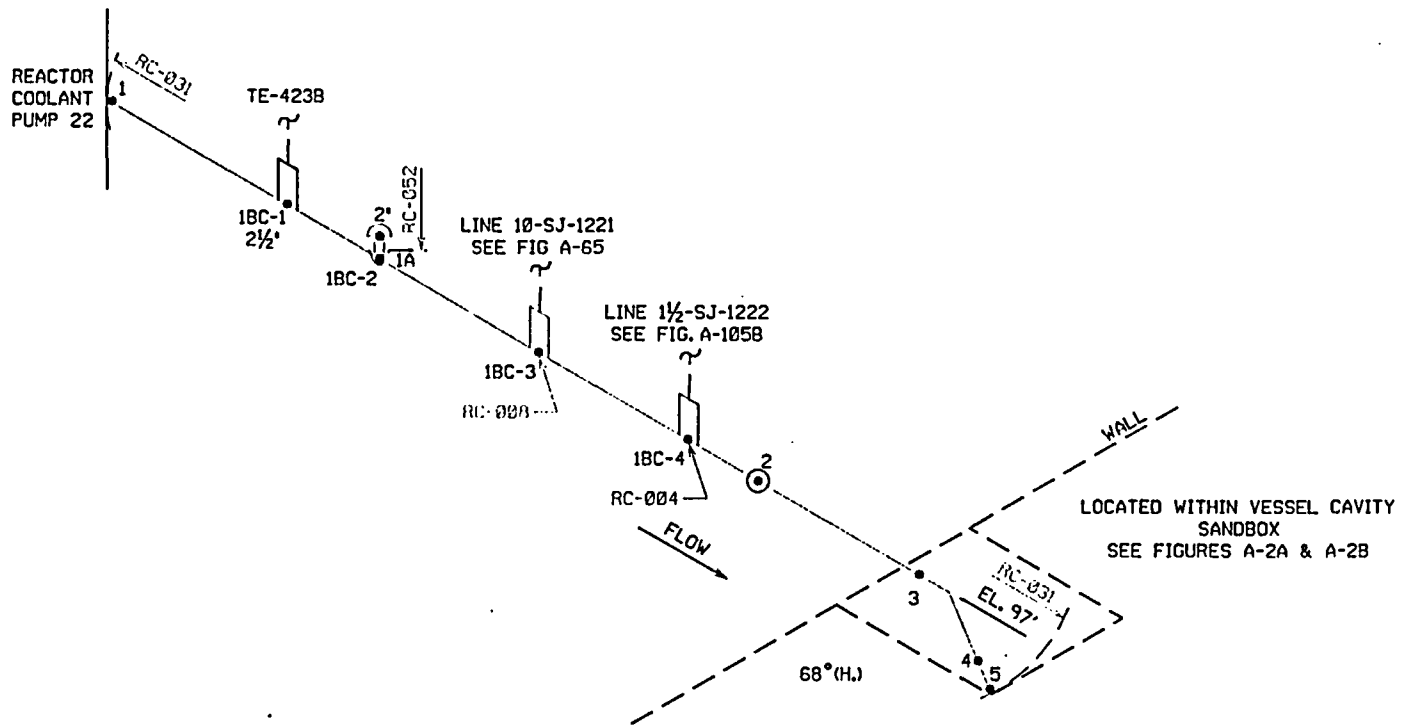 REACTOR
COOLANT
PUMP 22
1
RC-031
TE-423B
1BC-1
2½'
2'
RC-052
1A
1BC-2
LINE 10-SJ-1221
SEE FIG A-65
1BC-3
RC-008
LINE 1½-SJ-1222
SEE FIG. A-105B
1BC-4
RC-004
2
FLOW
WALL
LOCATED WITHIN VESSEL CAVITY
SANDBOX
SEE FIGURES A-2A & A-2B
3
RC-031
EL. 97'
4
5
68°(H.)